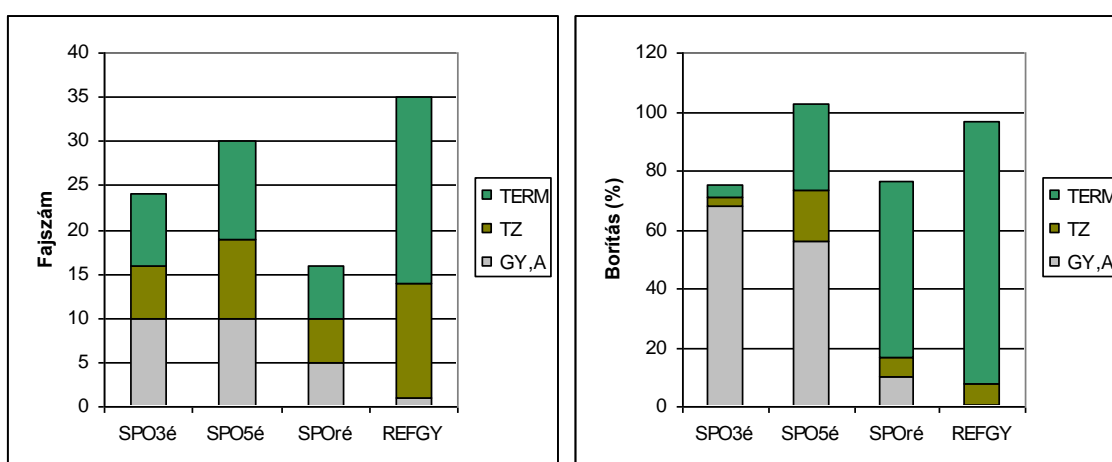 Fajszám
40
35
30
25
20
15
10
5
0
SPO3é SPO5é SPOré REFGY
TERM
TZ
GY,A
Borítás (%)
120
100
80
60
40
20
0
SPO3é SPO5é SPOré REFGY
TERM
TZ
GY,A